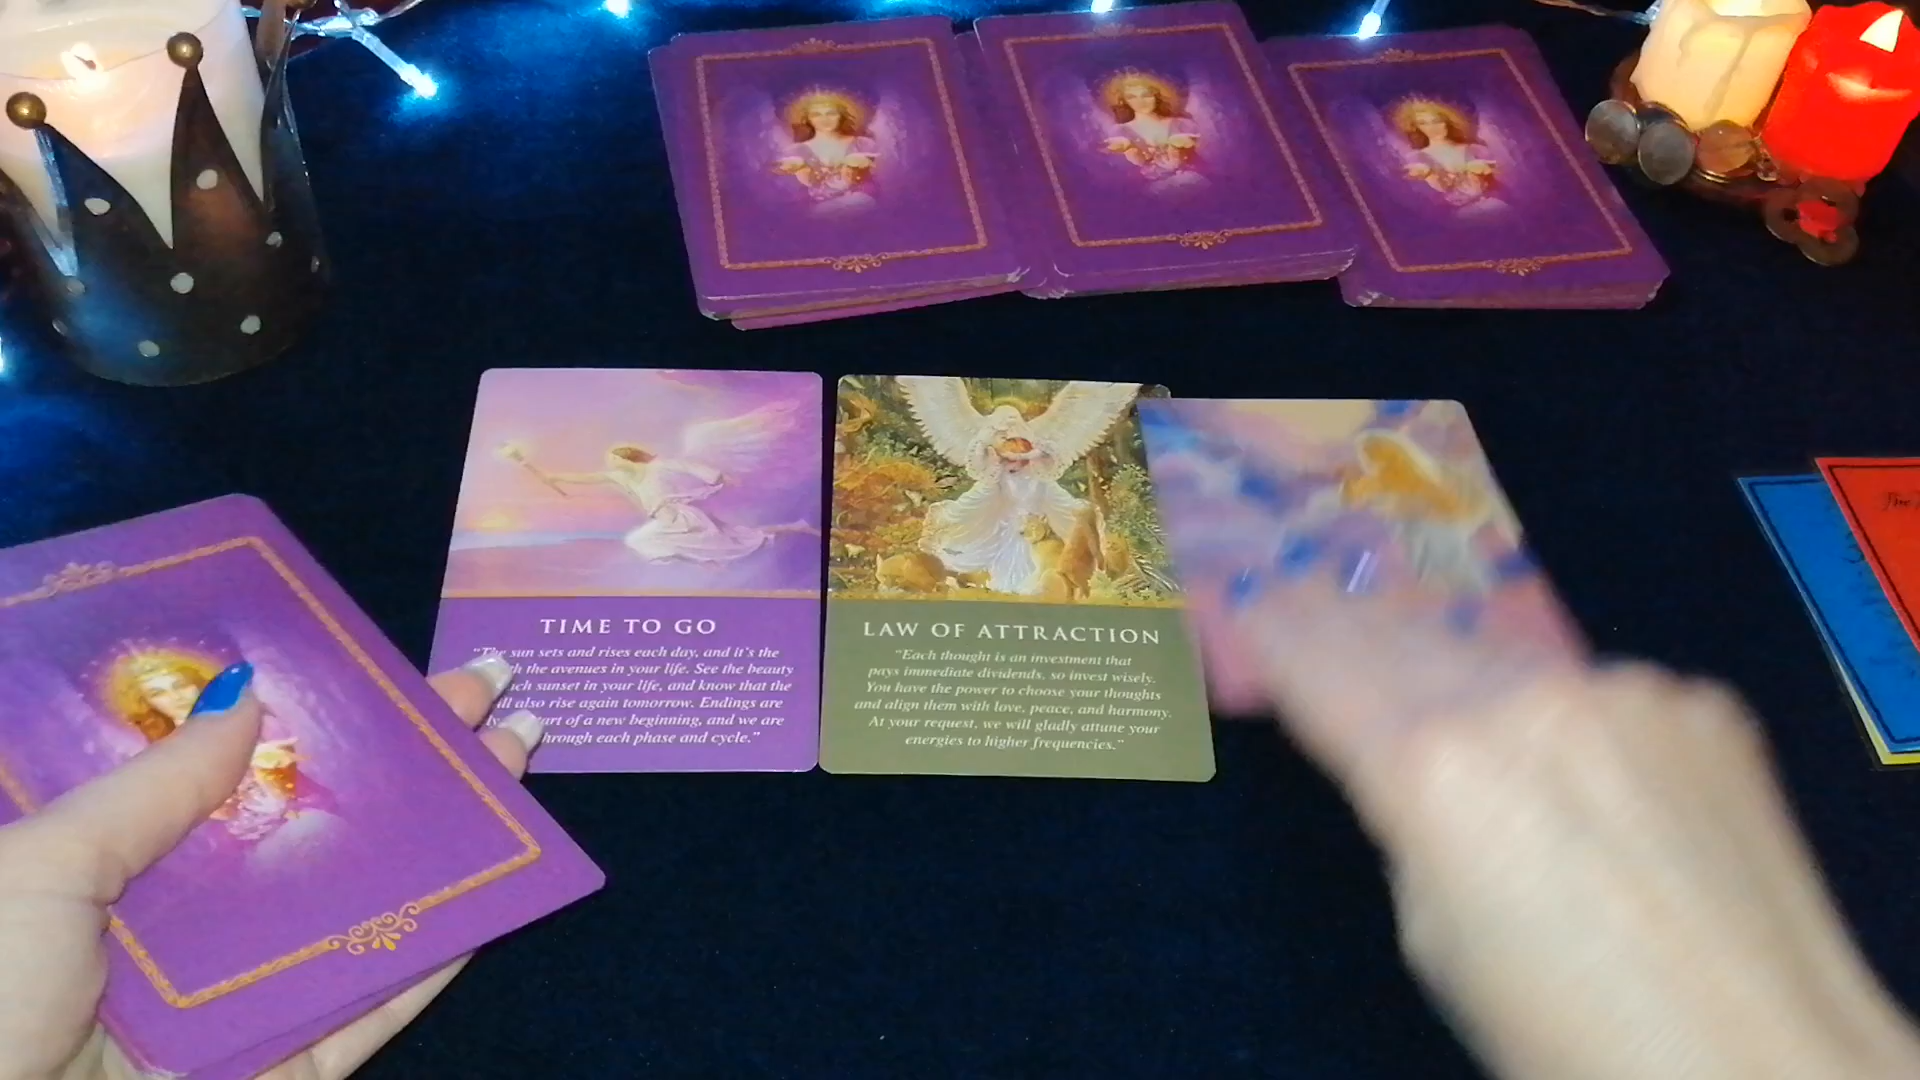 TIME TO GO
"The sun sets and rises each day, and it's the
the avenues in your life. See the beauty
sunset in your life, and know that the
also rise again tomorrow. Endings are
of a new beginning, and we are
through each phase and cycle."
LAW OF ATTRACTION
"Each thought is an investment that
pays immediate dividends, so invest wisely.
You have the power to choose your thoughts
and align them with love, peace, and harmony.
At your request, we will gladly attune your
energies to higher frequencies."
The